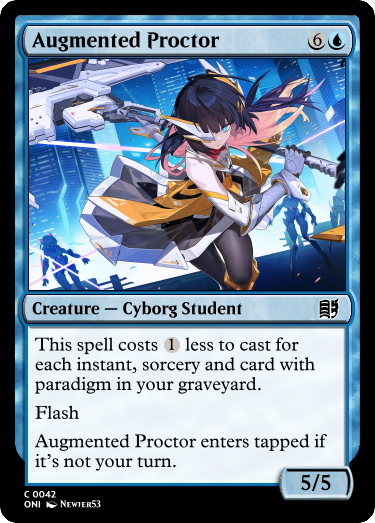 Augmented Proctor 6
Creature — Cyborg Student
This spell costs 1 less to cast for
each instant, sorcery and card with
paradigm in your graveyard.
Flash
Augmented Proctor enters tapped if
it's not your turn.
5/5
C 0042
ONI Newter53